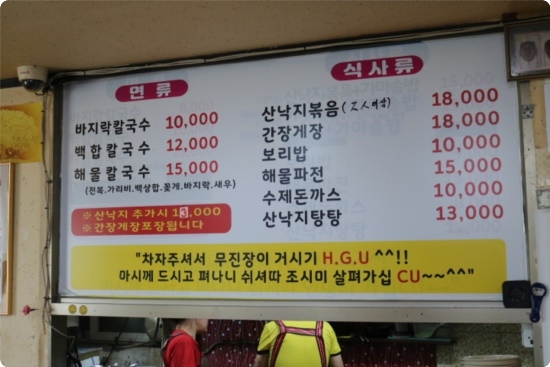 면 류
바지락칼국수 10,000
백합칼국수 12,000
해물칼국수 15,000
(전복.가리비.백상합.꽃게.바지락.새우)
※산낙지 추가시 13,000
※간장게장포장됩니다
식사류
산낙지볶음 18,000
간장게장 18,000
보리밥 10,000
해물파전 15,000
수제돈까스 10,000
산낙지탕탕 13,000
"차자주셔서 무진장이 거시기 H.G.U ^^!!
마시께 드시고 펴나니 쉬셔따 조시미 살펴가십 CU~~^^"